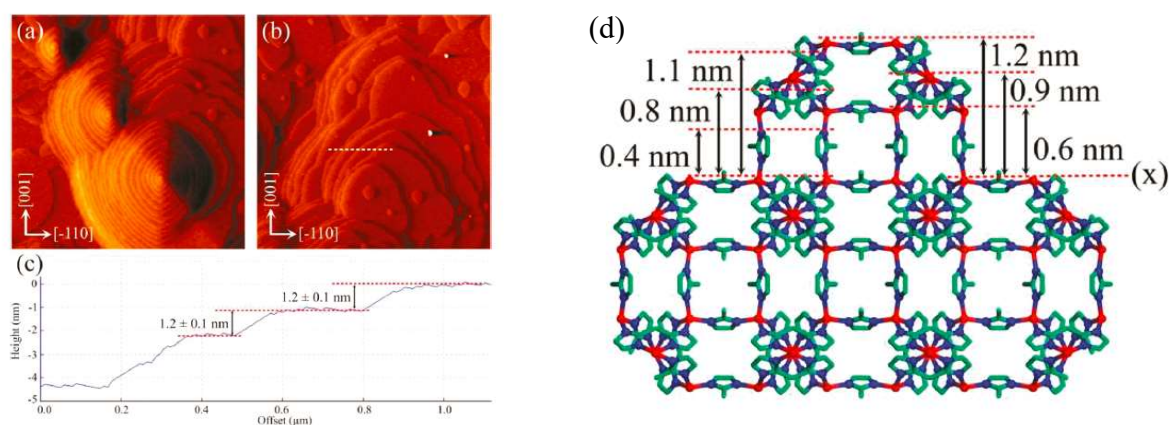 (a)
[001]
[-110]
(b)
[001]
[-110]
(c)
0
-1
-2
-3
-4
-5
Height (nm)
1.2 ± 0.1 nm
1.2 ± 0.1 nm
0.0 0.2 0.4 0.6 0.8 1.0
Offset (µm)
(d)
1.1 nm
0.8 nm
0.4 nm
1.2 nm
0.9 nm
0.6 nm
(x)